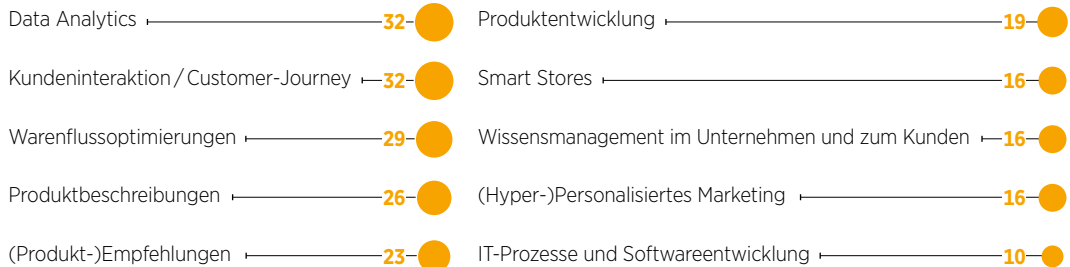 Data Analytics 32
Kundeninteraktion / Customer-Journey 32
Warenflussoptimierungen 29
Produktbeschreibungen 26
(Produkt-)Empfehlungen 23
Produktentwicklung 19
Smart Stores 16
Wissensmanagement im Unternehmen und zum Kunden 16
(Hyper-)Personalisiertes Marketing 16
IT-Prozesse und Softwareentwicklung 10